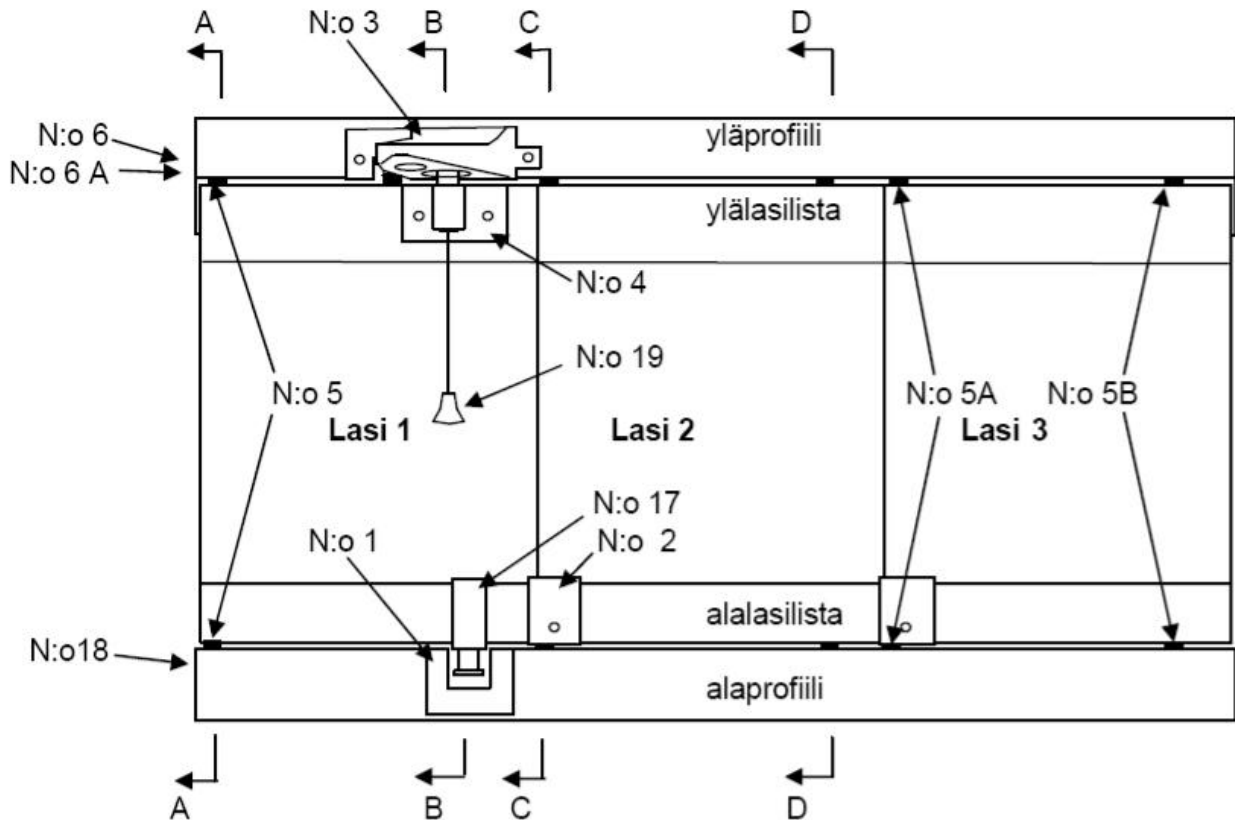 A
N:o 3
B
C
D
N:o 6
N:o 6 A
yläprofiili
ylälasilista
N:o 4
N:o 19
N:o 5
N:o 5A
N:o 5B
Lasi 1
Lasi 2
Lasi 3
N:o 17
N:o 1
N:o 2
alalasilista
N:o18
alaprofiili
A
B
C
D